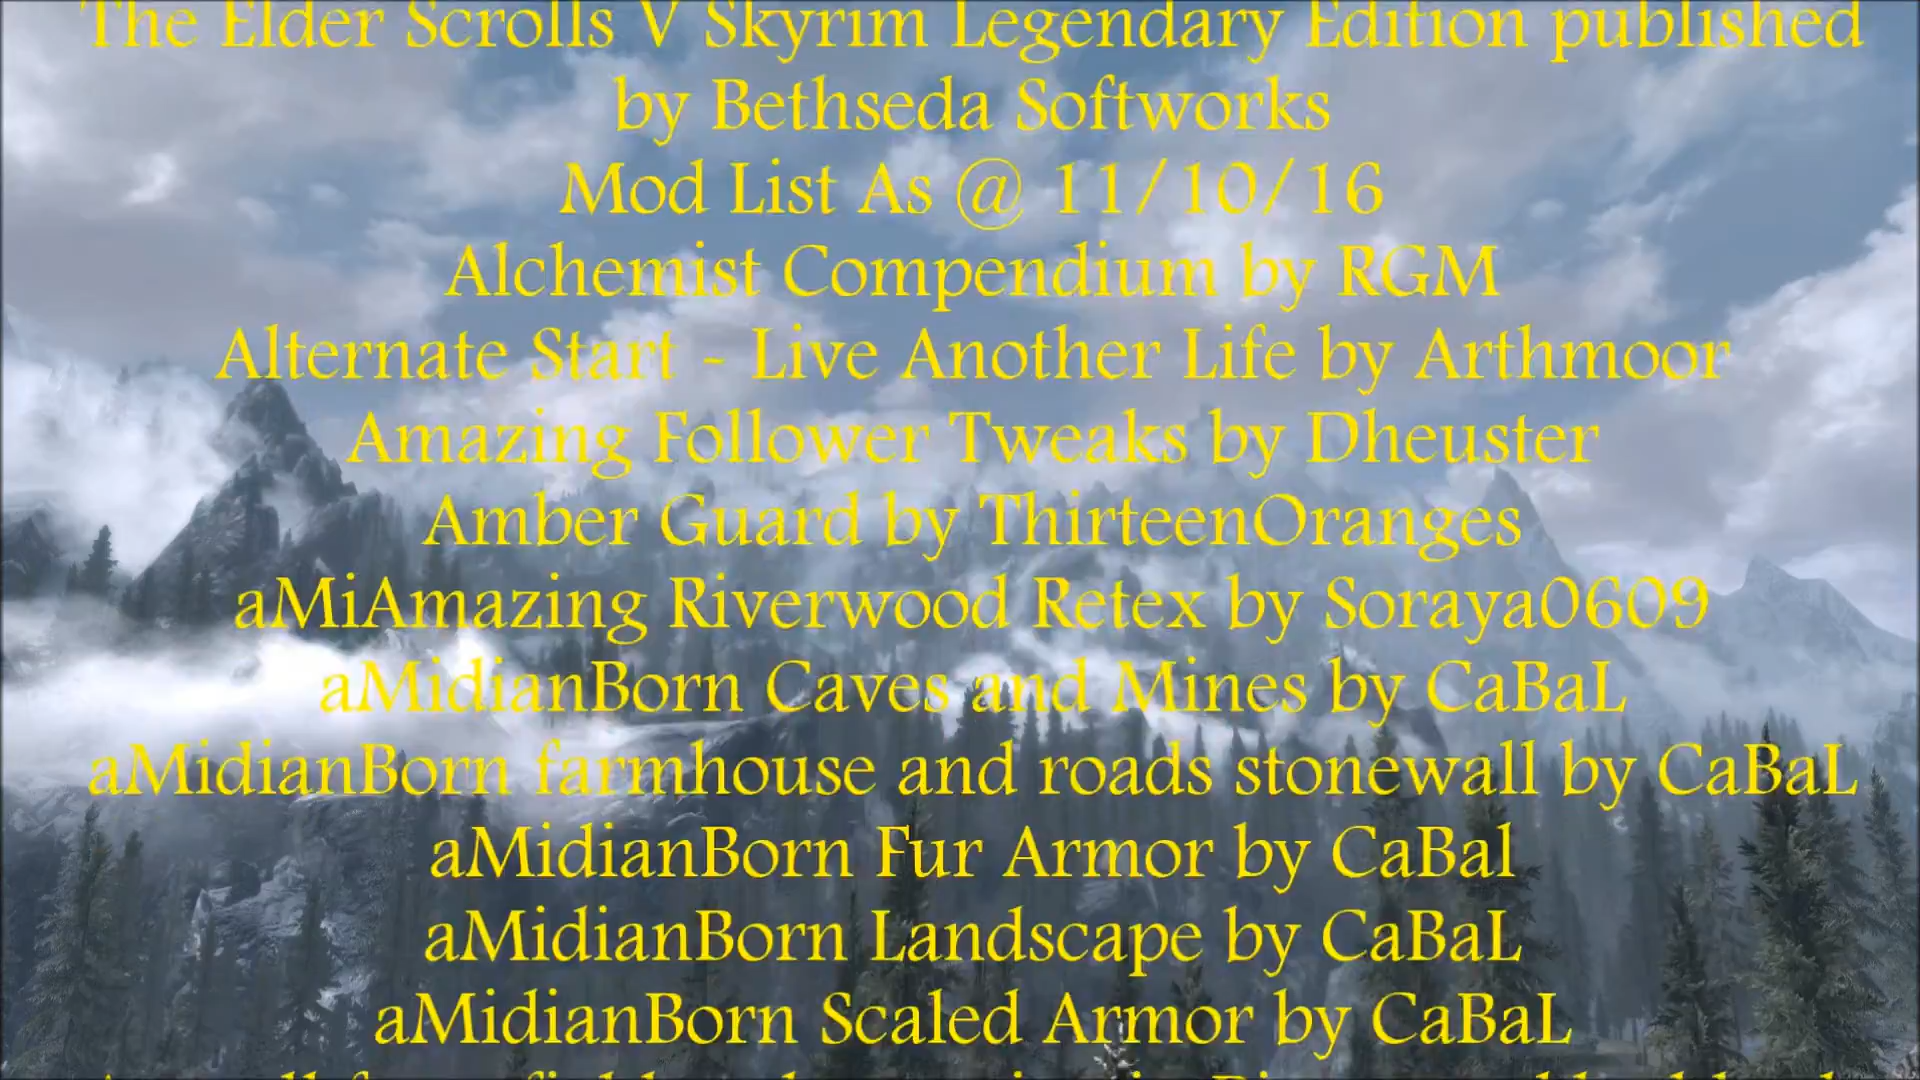 The Elder Scrolls V Skyrim Legendary Edition published
by Bethseda Softworks
Mod List As @ 11/10/16
Alchemist Compendium by RGM
Alternate Start - Live Another Life by Arthmoor
Amazing Follower Tweaks by Dheuster
Amber Guard by ThirteenOranges
aMiAmazing Riverwood Retex by Soraya0609
aMidianBorn Caves and Mines by CaBaL
aMidianBorn farmhouse and roads stonewall by CaBaL
aMidianBorn Fur Armor by CaBal
aMidianBorn Landscape by CaBaL
aMidianBorn Scaled Armor by CaBaL